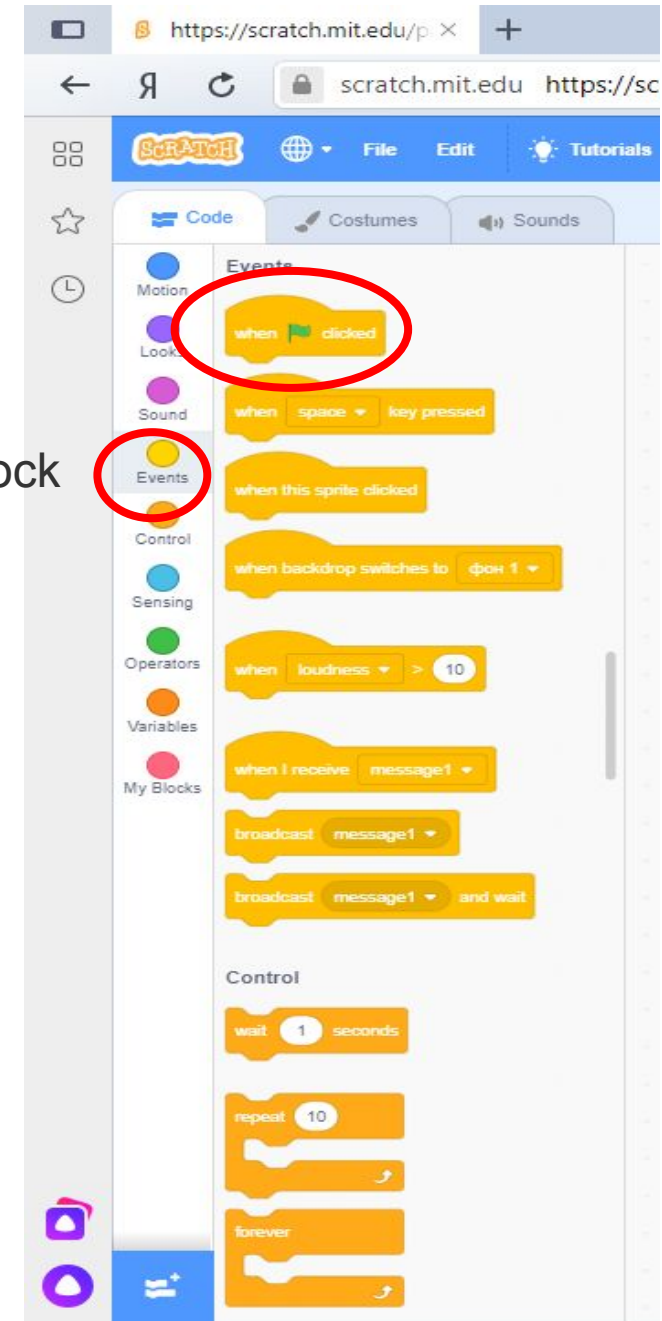 https://scratch.mit.edu/p
Я scratch.mit.edu https://sc
SCRATCH File Edit Tutorials
Code Costumes Sounds
Events
Motion
when clicked
Looks
Sound
when space key pressed
ock
Events
when this sprite clicked
Control
when backdrop switches to фон 1
Sensing
Operators
when loudness > 10
Variables
when I receive message1
My Blocks
broadcast message1
broadcast message1 and wait
Control
wait 1 seconds
repeat 10
forever